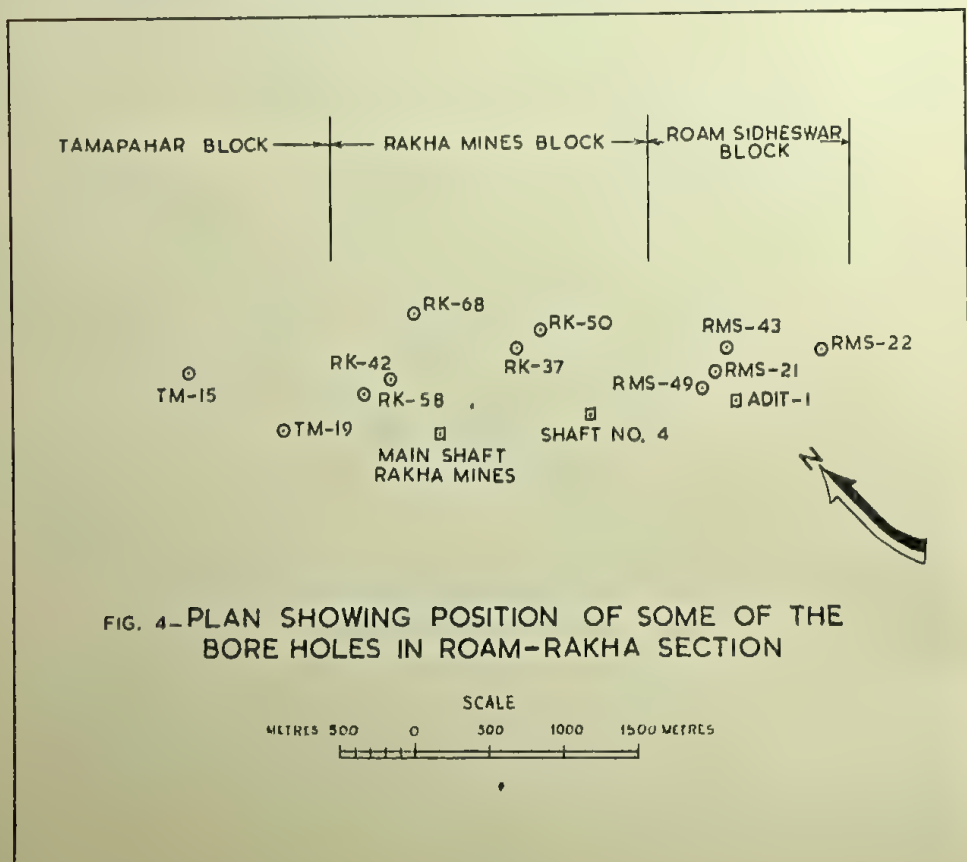 TAMAPAHAR BLOCK
RAKHA MINES BLOCK
ROAM SIDHESWAR
BLOCK
RK-68
RK-50
RMS-43
RMS-22
RK-42
RK-37
RMS-21
TM-15
RK-58
RMS-49
ADIT-1
TM-19
SHAFT NO. 4
MAIN SHAFT
RAKHA MINES
N
FIG. 4_PLAN SHOWING POSITION OF SOME OF THE
BORE HOLES IN ROAM-RAKHA SECTION
SCALE
METRES 500 0 500 1000 1500 METRES